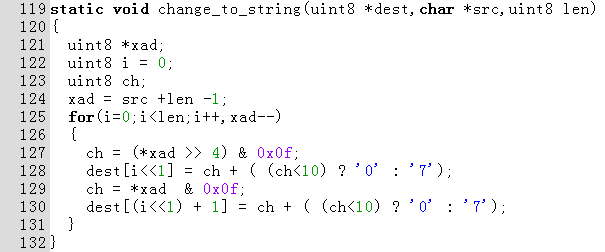 119 static void change_to_string(uint8 *dest,char *src,uint8 len)
120 {
121   uint8 *xad;
122   uint8 i = 0;
123   uint8 ch;
124   xad = src +len -1;
125   for(i=0;i<len;i++,xad--)
126   {
127     ch = (*xad >> 4) & 0x0f;
128     dest[i<<1] = ch + ( (ch<10) ? '0' : '7');
129     ch = *xad  & 0x0f;
130     dest[(i<<1) + 1] = ch + ( (ch<10) ? '0' : '7');
131   }
132 }